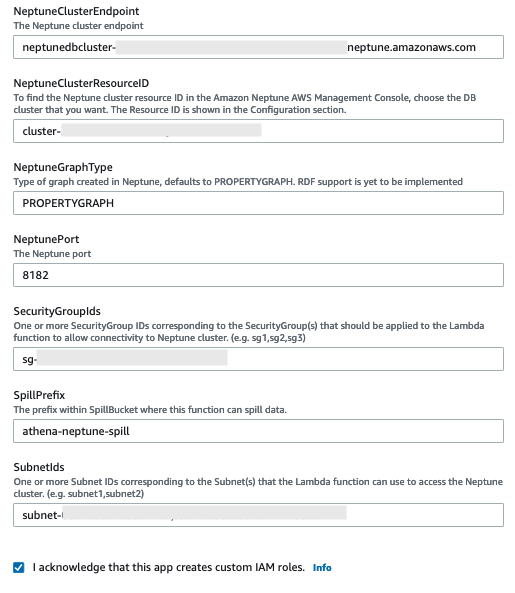 NeptuneClusterEndpoint
The Neptune cluster endpoint
neptunedbcluster- neptune.amazonaws.com
NeptuneClusterResourceID
To find the Neptune cluster resource ID in the Amazon Neptune AWS Management Console, choose the DB
cluster that you want. The Resource ID is shown in the Configuration section.
cluster-
NeptuneGraphType
Type of graph created in Neptune, defaults to PROPERTYGRAPH. RDF support is yet to be implemented
PROPERTYGRAPH
NeptunePort
The Neptune port
8182
SecurityGroupIds
One or more SecurityGroup IDs corresponding to the SecurityGroup(s) that should be applied to the Lambda
function to allow connectivity to Neptune cluster. (e.g. sg1,sg2,sg3)
sg-
SpillPrefix
The prefix within SpillBucket where this function can spill data.
athena-neptune-spill
SubnetIds
One or more Subnet IDs corresponding to the Subnet(s) that the Lambda function can use to access the Neptune
cluster. (e.g. subnet1,subnet2)
subnet-
I acknowledge that this app creates custom IAM roles. Info